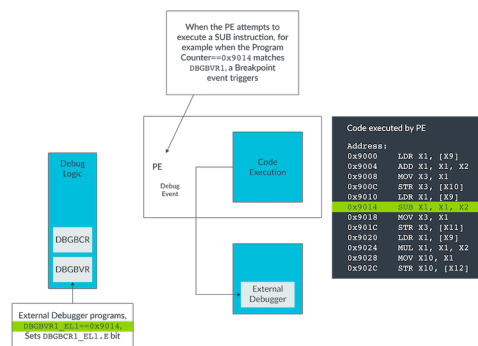 When the PE attempts to
execute a SUB instruction, for
example when the Program
Counter==0x9014 matches
DBGBVR1, a Breakpoint
event triggers
Debug
Logic
DBGBCR
DBGBVR
External Debugger programs,
DBGBVR1_EL1==0x9014,
Sets DBGBCR1_EL1.E bit
PE
Debug
Event
Code
Execution
External
Debugger
Code executed by PE
Address:
0x9000 LDR X1, [X9]
0x9004 ADD X1, X1, X2
0x9008 MOV X3, X1
0x900C STR X3, [X10]
0x9010 LDR X1, [X9]
0x9014 SUB X1, X1, X2
0x9018 MOV X3, X1
0x901C STR X3, [X11]
0x9020 LDR X1, [X9]
0x9024 MUL X1, X1, X2
0x9028 MOV X10, X1
0x902C STR X10, [X12]